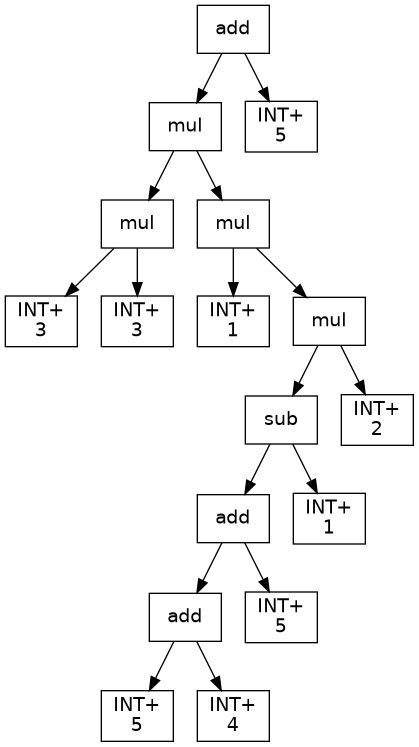 add
mul
INT+
5
mul
mul
INT+
3
INT+
3
INT+
1
mul
sub
INT+
2
add
INT+
1
add
INT+
5
INT+
5
INT+
4